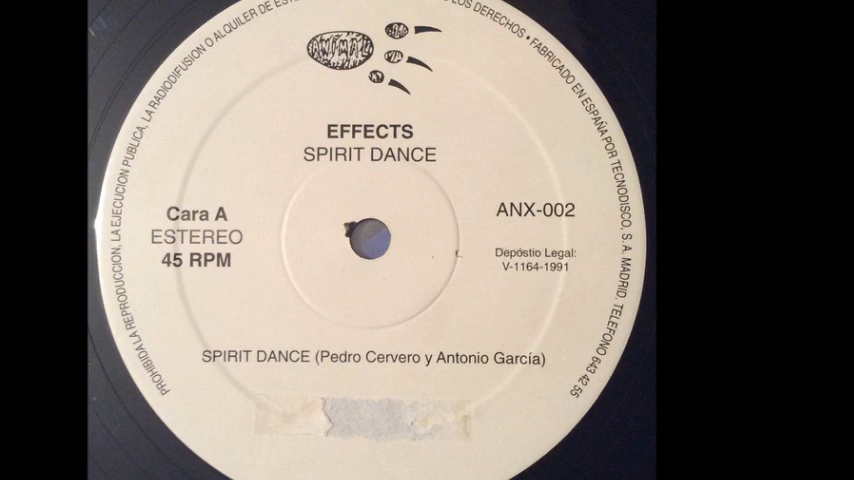 PROHIBIDA LA REPRODUCCION, LA EJECUCION PUBLICA, LA RADIODIFUSION O ALQUILER DE ESTE
LOS DERECHOS • FABRICADO EN ESPAÑA POR TECNODISCO, S. A. MADRID. TELEFONO 643 42 55
ANIMAL
EFFECTS
SPIRIT DANCE
Cara A
ESTEREO
45 RPM
ANX-002
Depóstio Legal:
V-1164-1991
SPIRIT DANCE (Pedro Cervero y Antonio García)